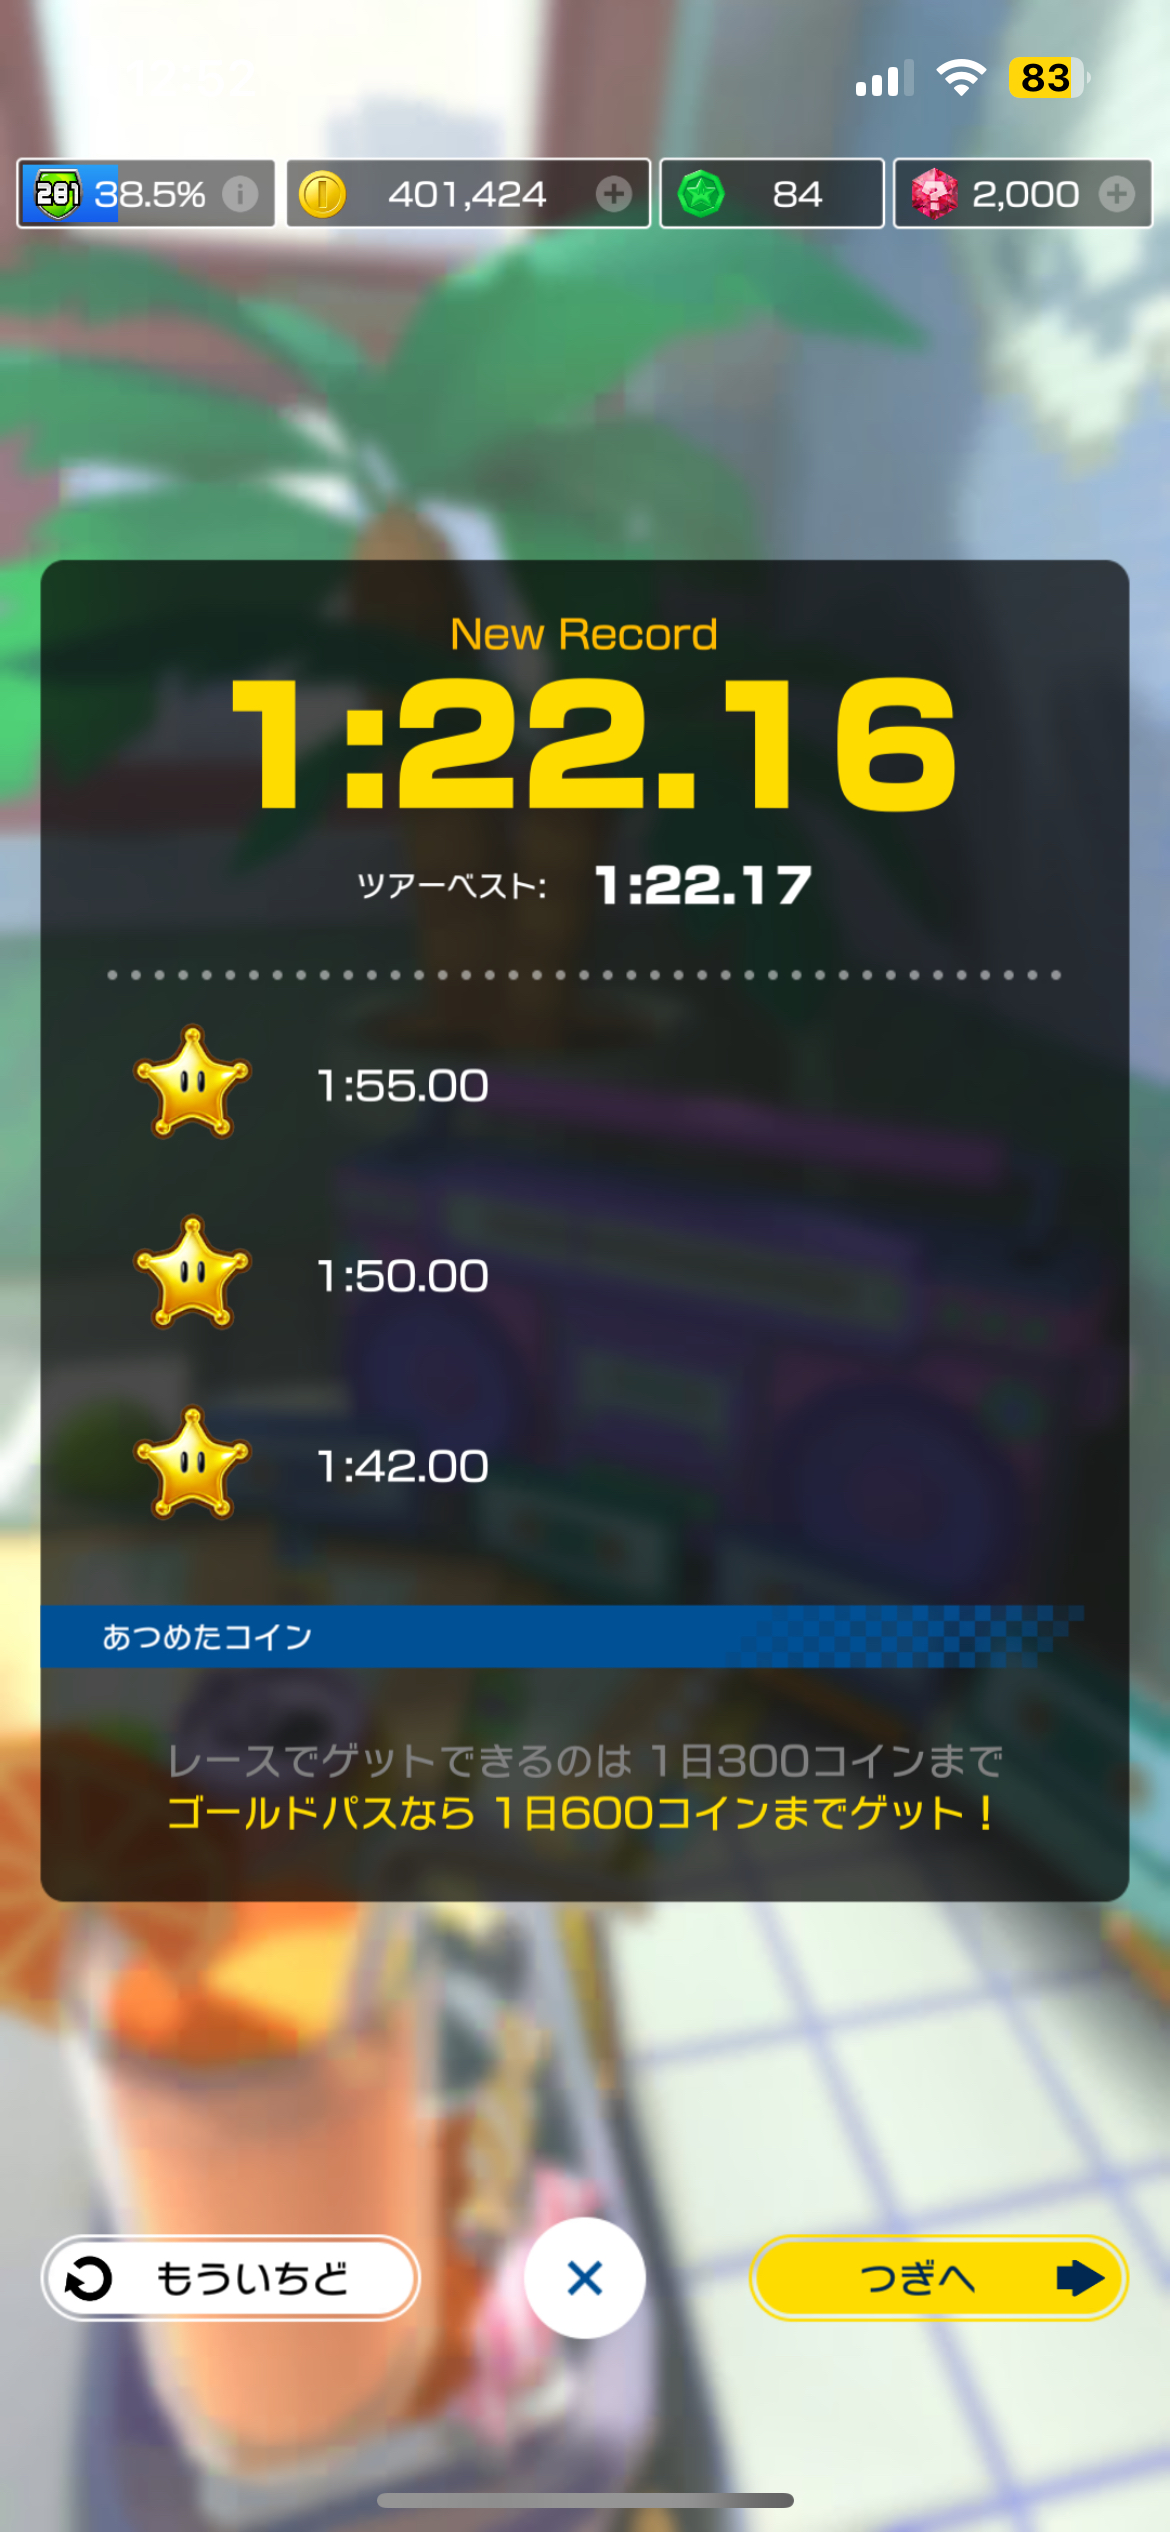 83
281 38.5% 401,424 84 2,000
New Record
1:22.16
ツアーベスト: 1:22.17
1:55.00
1:50.00
1:42.00
あつめたコイン
レースでゲットできるのは 1日300コインまで
ゴールドパスなら 1日600コインまでゲット！
もういちど
つぎへ